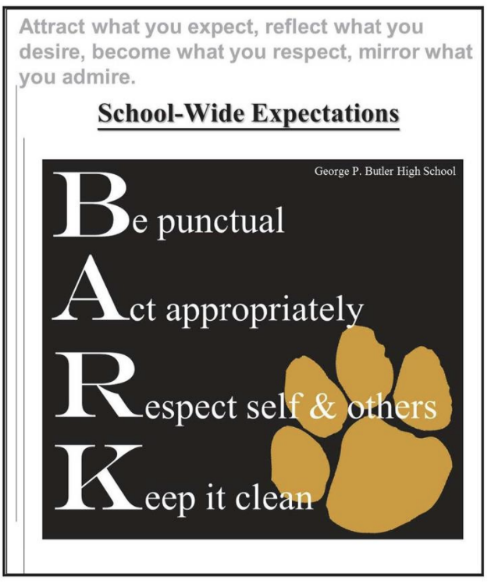 Attract what you expect, reflect what you
desire, become what you respect, mirror what
you admire.
School-Wide Expectations
George P. Butler High School
Be punctual
Act appropriately
Respect self & others
Keep it clean